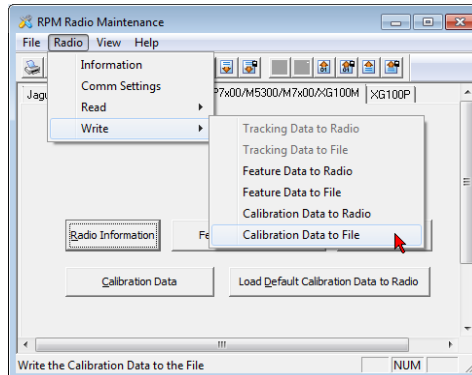 RPM Radio Maintenance
File Radio View Help
Information
Comm Settings
Read
Write
P7x00/M5300/M7x00/XG100M XG100P
Tracking Data to Radio
Tracking Data to File
Feature Data to Radio
Feature Data to File
Calibration Data to Radio
Calibration Data to File
Radio Information
Calibration Data Load Default Calibration Data to Radio
Write the Calibration Data to the File NUM